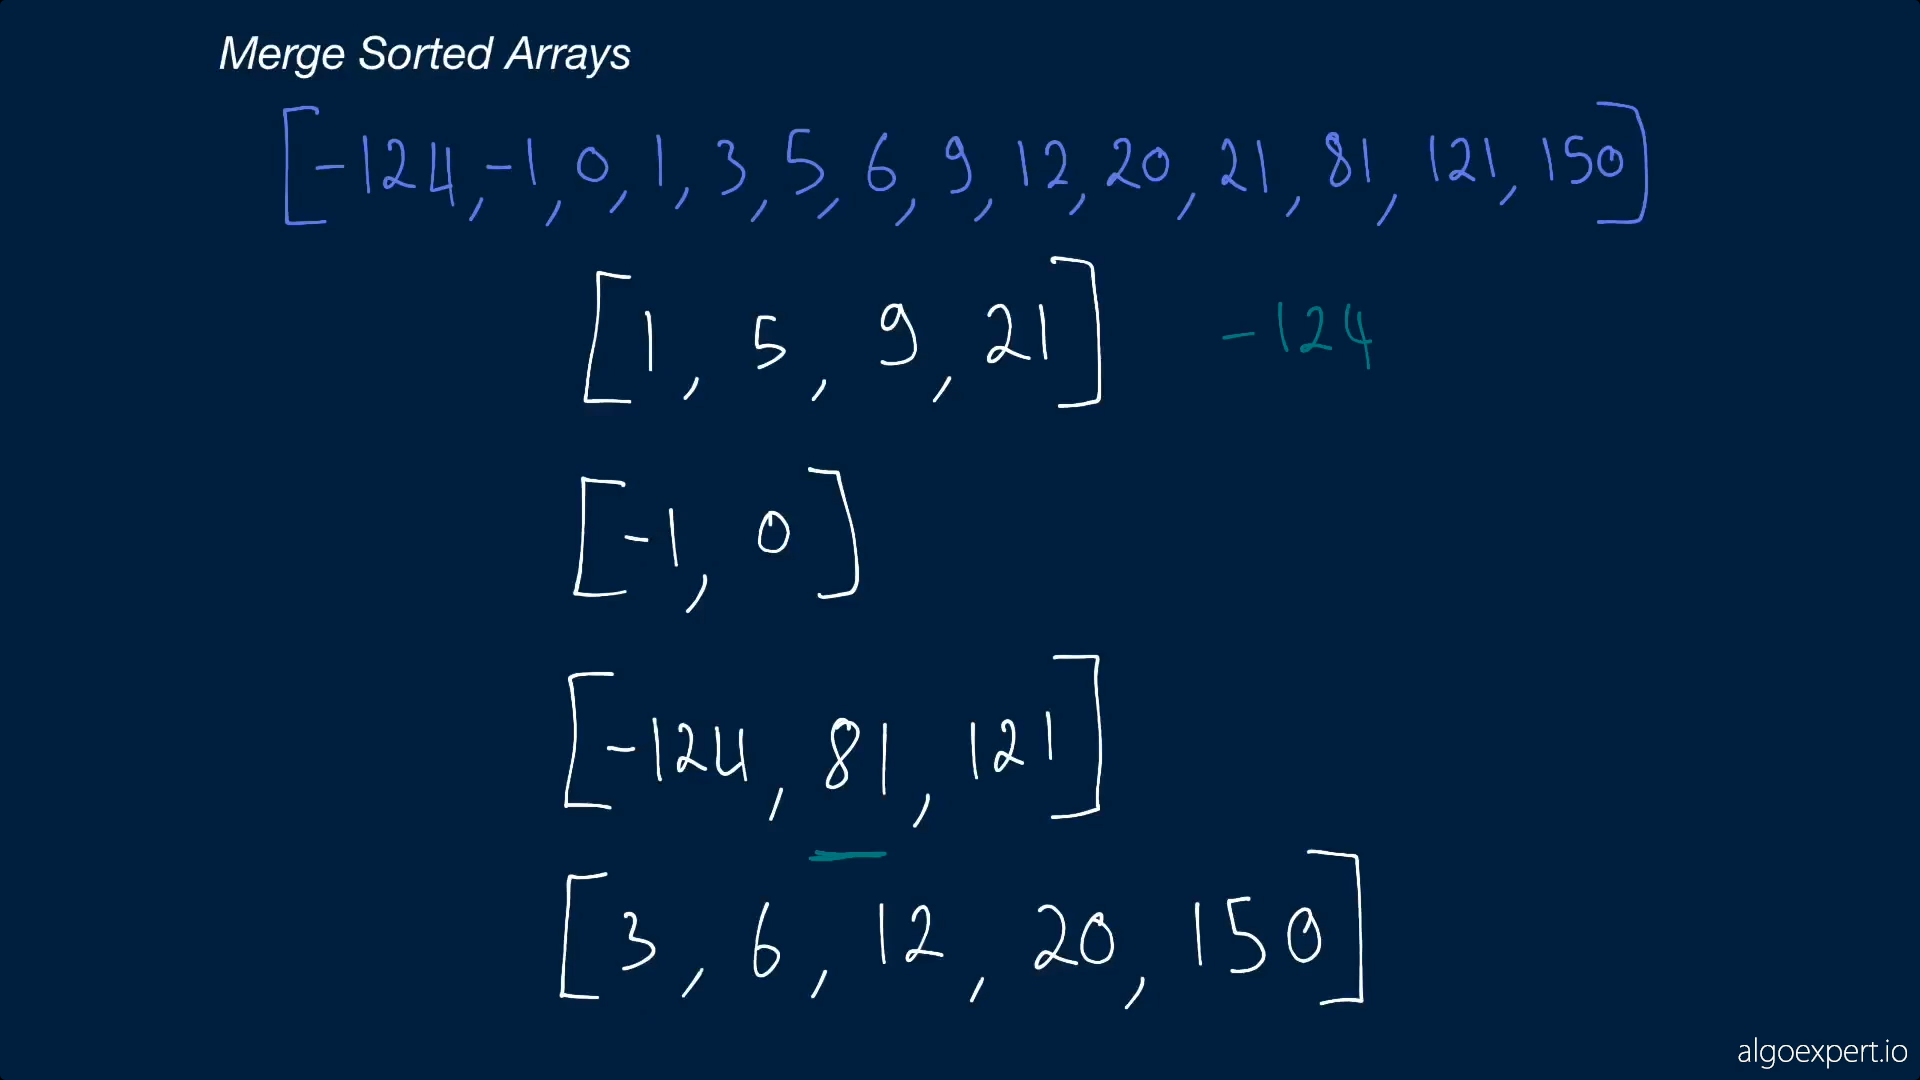 Merge Sorted Arrays
[-124, -1, 0, 1, 3, 5, 6, 9, 12, 20, 21, 81, 121, 150]
[1, 5, 9, 21] -124
[-1, 0]
[-124, 81, 121]
[3, 6, 12, 20, 150]
algoexpert.io